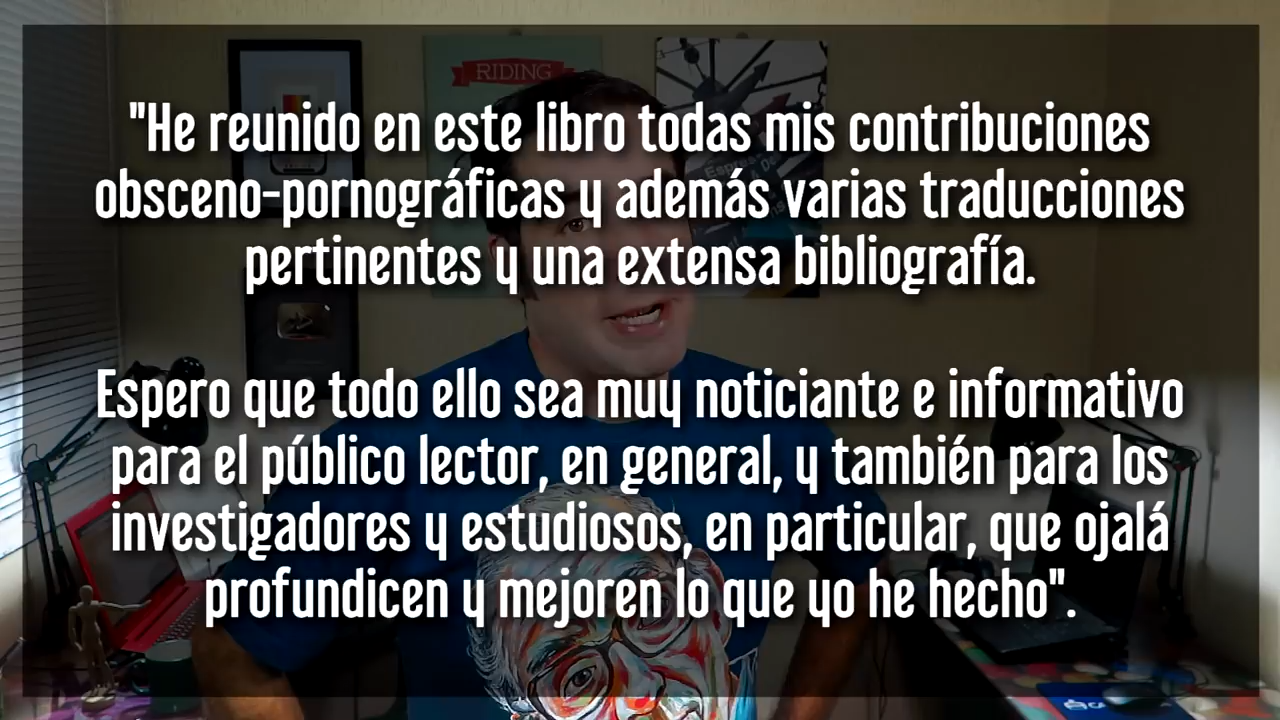 RIDING
"He reunido en este libro todas mis contribuciones
obsceno-pornográficas y además varias traducciones
pertinentes y una extensa bibliografía.
Espero que todo ello sea muy noticiante e informativo
para el público lector, en general, y también para los
investigadores y estudiosos, en particular, que ojalá
profundicen y mejoren lo que yo he hecho".